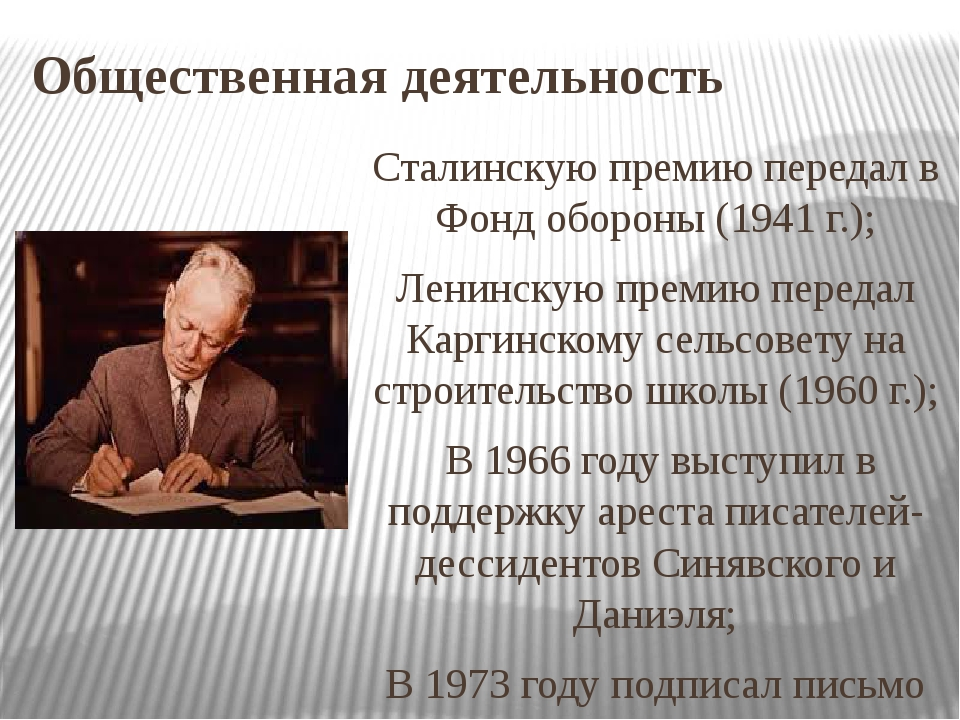 Общественная деятельность
Сталинскую премию передал в
Фонд обороны (1941 г.);
Ленинскую премию передал
Каргинскому сельсовету на
строительство школы (1960 г.);
В 1966 году выступил в
поддержку ареста писателей-
дессидентов Синявского и
Даниэля;
В 1973 году подписал письмо